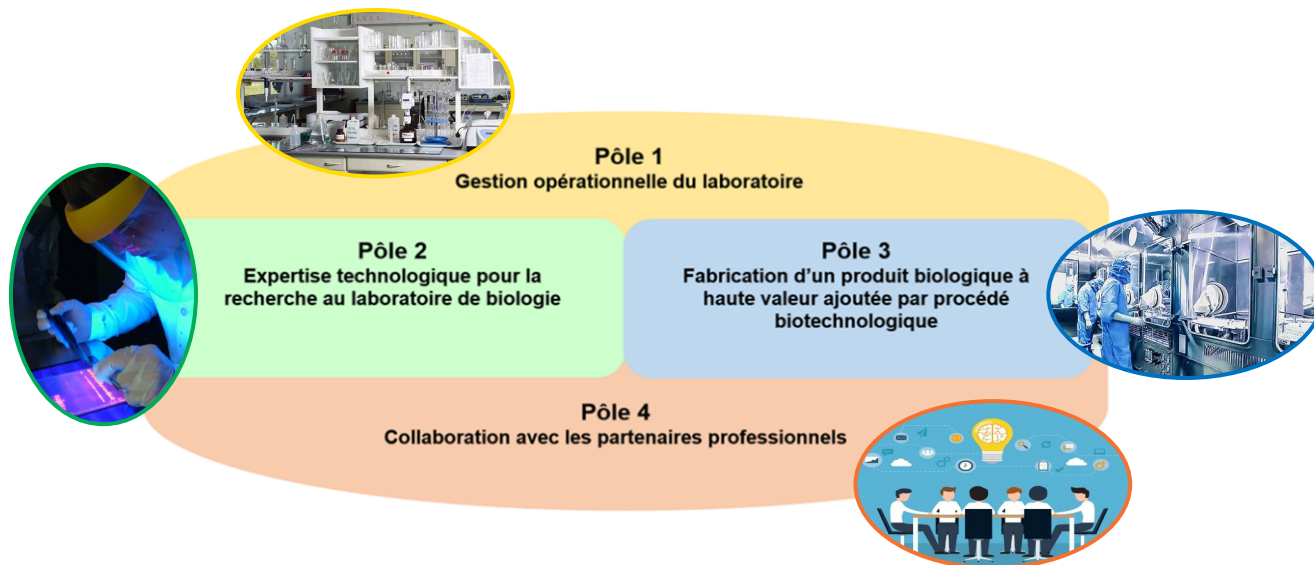 Pôle 1
Gestion opérationnelle du laboratoire
Pôle 2
Expertise technologique pour la
recherche au laboratoire de biologie
Pôle 3
Fabrication d’un produit biologique à
haute valeur ajoutée par procédé
biotechnologique
Pôle 4
Collaboration avec les partenaires professionnels